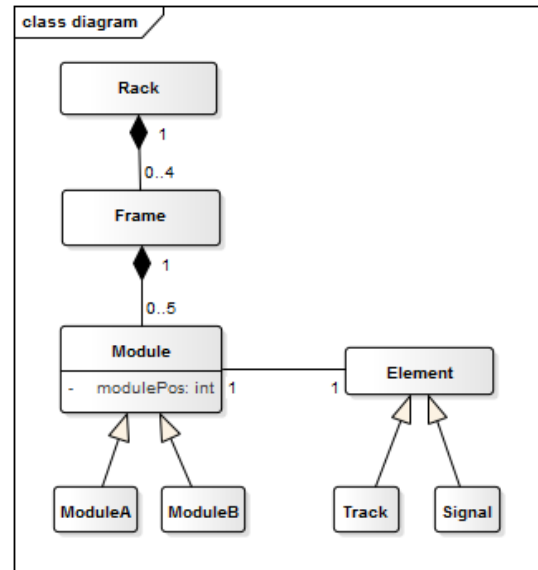 class diagram
Rack
1
0..4
Frame
1
0..5
Module
- modulePos: int
1
1
Element
ModuleA
ModuleB
Track
Signal